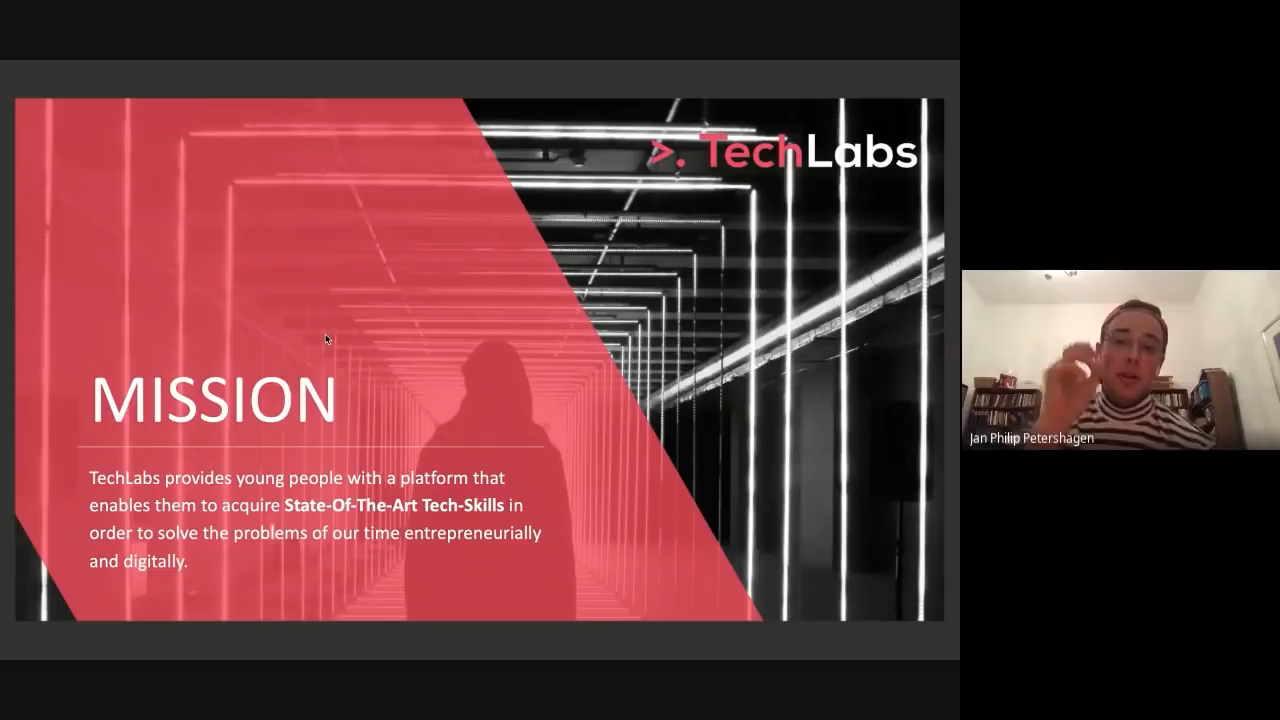 >. TechLabs
MISSION
TechLabs provides young people with a platform that
enables them to acquire State-Of-The-Art Tech-Skills in
order to solve the problems of our time entrepreneurially
and digitally.
Jan Philip Petershagen